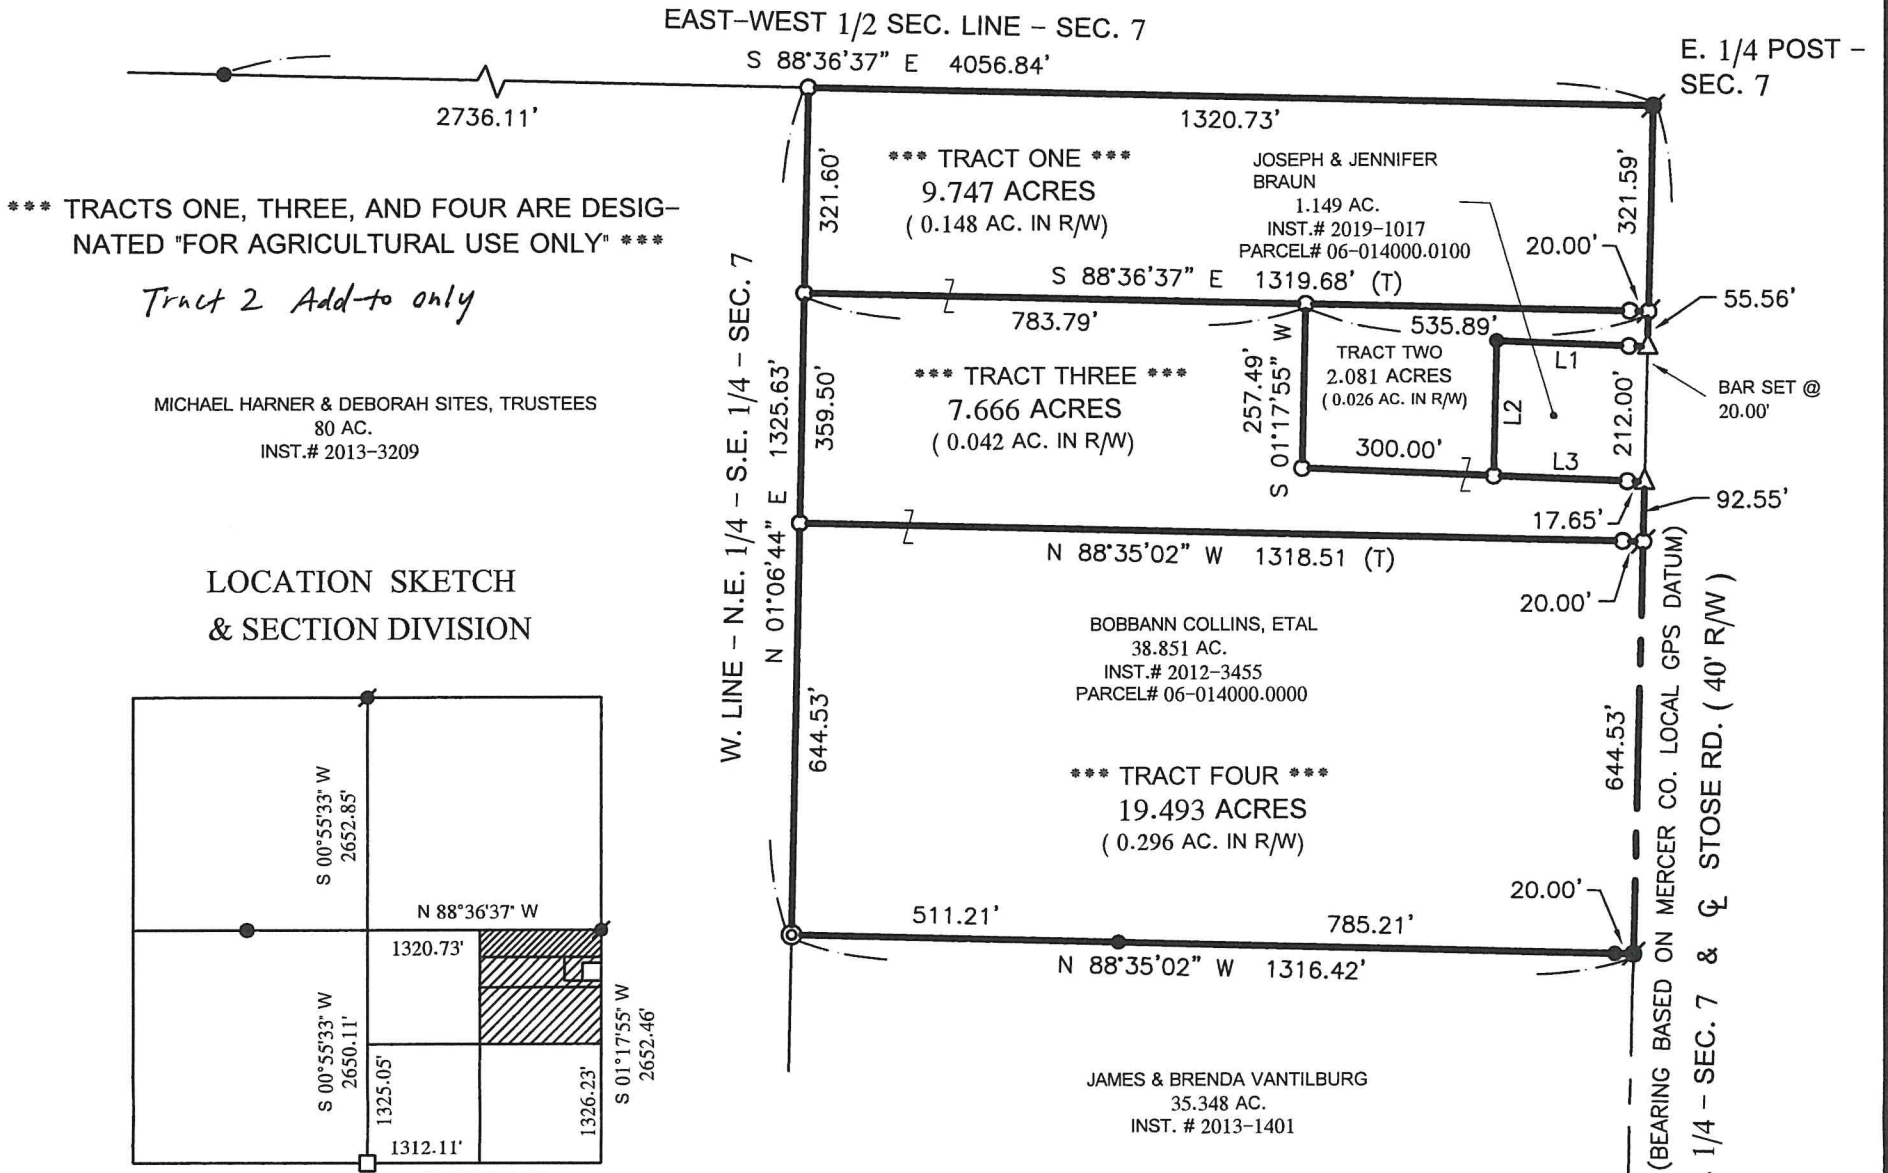 EAST-WEST 1/2 SEC. LINE - SEC. 7
S 88°36'37" E 4056.84'
E. 1/4 POST -
SEC. 7
2736.11'
1320.73'
*** TRACTS ONE, THREE, AND FOUR ARE DESIG-
NATED "FOR AGRICULTURAL USE ONLY" ***
Tract 2 Add-to only
321.60'
*** TRACT ONE ***
9.747 ACRES
( 0.148 AC. IN R/W)
JOSEPH & JENNIFER
BRAUN
1.149 AC.
INST.# 2019-1017
PARCEL# 06-014000.0100
321.59'
20.00'
S 88°36'37" E 1319.68' (T)
55.56'
783.79'
535.89'
MICHAEL HARNER & DEBORAH SITES, TRUSTEES
80 AC.
INST.# 2013-3209
W. LINE - N.E. 1/4 - S.E. 1/4 - SEC. 7
N 01°06'44" E 1325.63'
359.50'
*** TRACT THREE ***
7.666 ACRES
( 0.042 AC. IN R/W)
257.49'
S 01°17'55" W
TRACT TWO
2.081 ACRES
( 0.026 AC. IN R/W)
L1
L2
L3
212.00'
BAR SET @
20.00'
300.00'
17.65'
92.55'
N 88°35'02" W 1318.51 (T)
20.00'
LOCATION SKETCH
& SECTION DIVISION
BOBBANN COLLINS, ETAL
38.851 AC.
INST.# 2012-3455
PARCEL# 06-014000.0000
644.53'
*** TRACT FOUR ***
19.493 ACRES
( 0.296 AC. IN R/W)
644.53'
(BEARING BASED ON MERCER CO. LOCAL GPS DATUM)
1/4 - SEC. 7 & ℄ STOSE RD. ( 40' R/W )
20.00'
511.21'
785.21'
N 88°35'02" W 1316.42'
S 00°55'33" W
2652.85'
N 88°36'37" W
1320.73'
S 00°55'33" W
2650.11'
1325.05'
1312.11'
1326.23'
S 01°17'55" W
2652.46'
JAMES & BRENDA VANTILBURG
35.348 AC.
INST. # 2013-1401